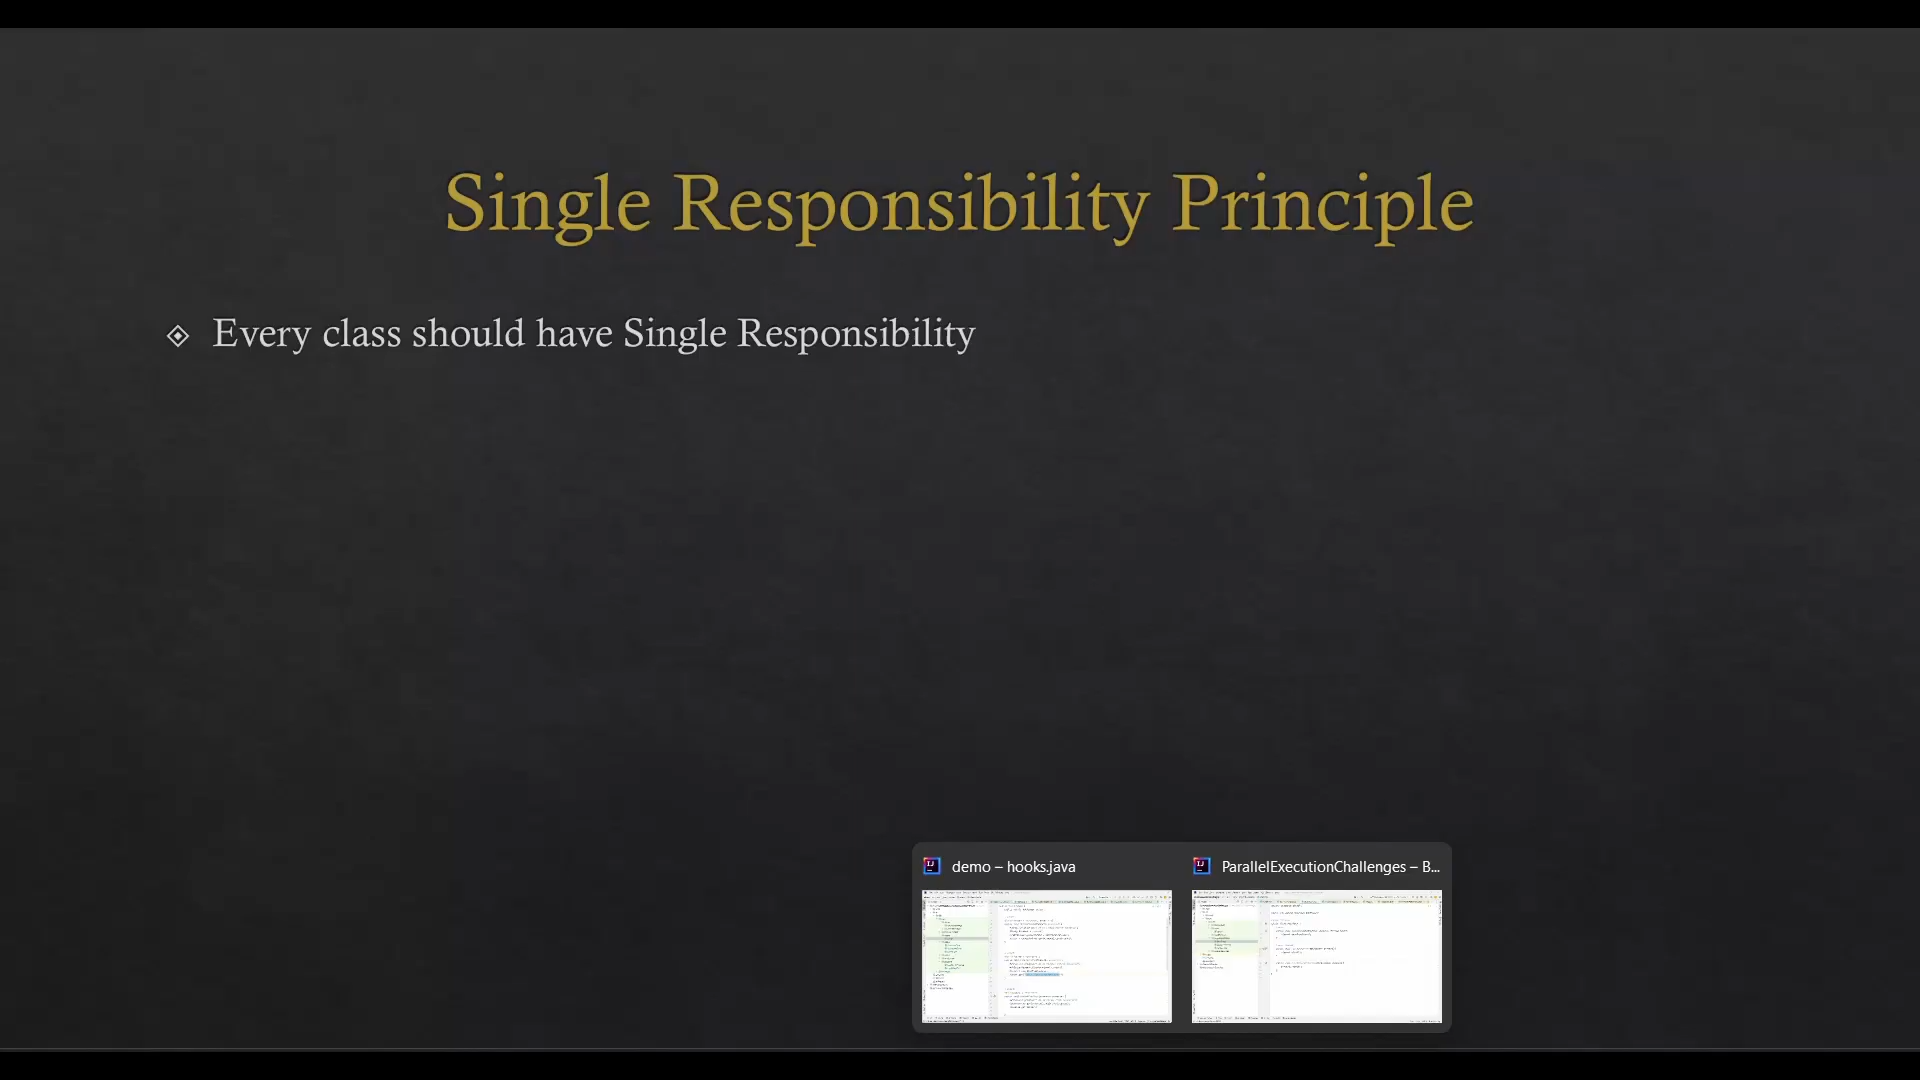 Single Responsibility Principle
Every class should have Single Responsibility
demo – hooks.java
ParallelExecutionChallenges – B...